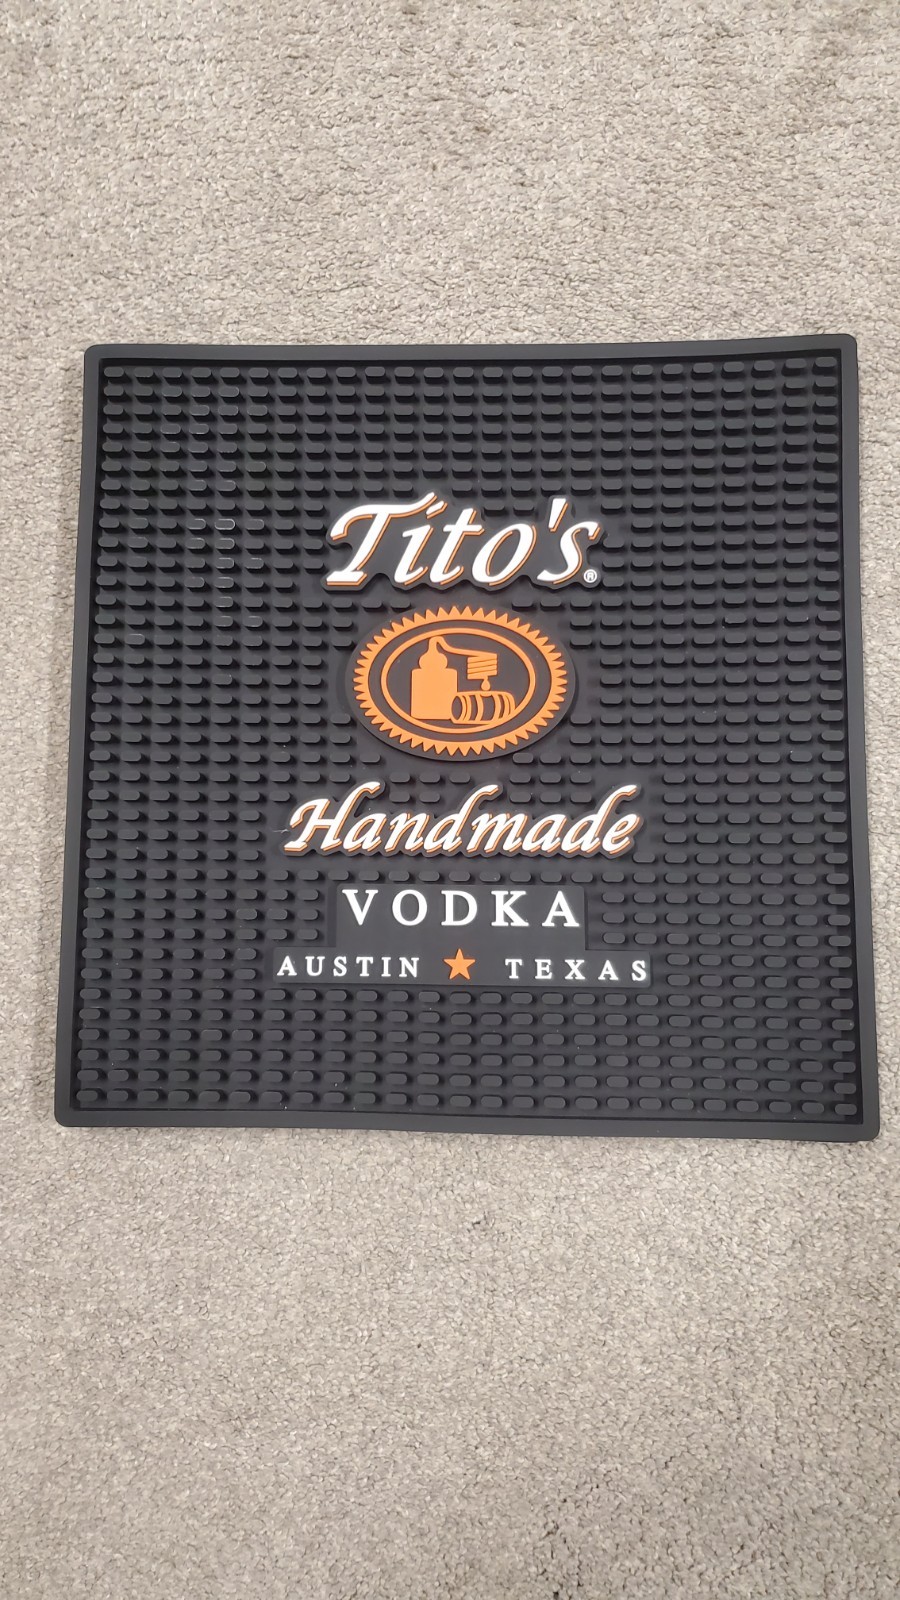 Tito's®
Handmade
VODKA
AUSTIN ★ TEXAS